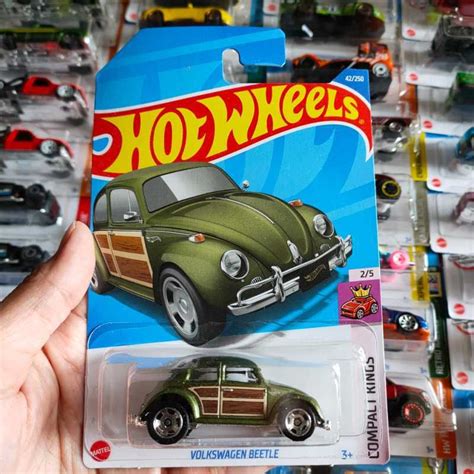 42/250
HOT WHEELS
®
2/5
COMPACT KINGS
MATTEL
VOLKSWAGEN BEETLE
3+